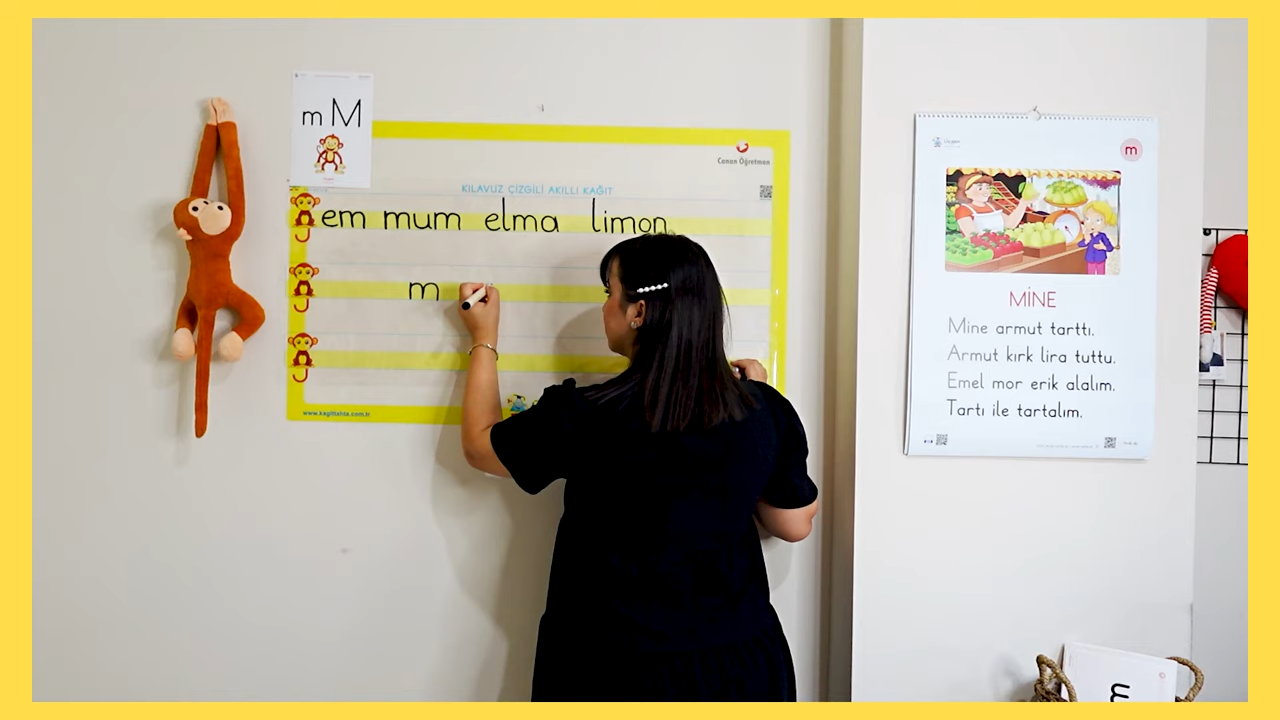 m M
Canan Öğretmen
KILAVUZ ÇİZGİLİ AKILLI KAĞIT
em mum elma limon
m
www.kagittahta.com.tr
m
MİNE
Mine armut tarttı.
Armut kırk lira tuttu.
Emel mor erik alalım.
Tartı ile tartalım.
m